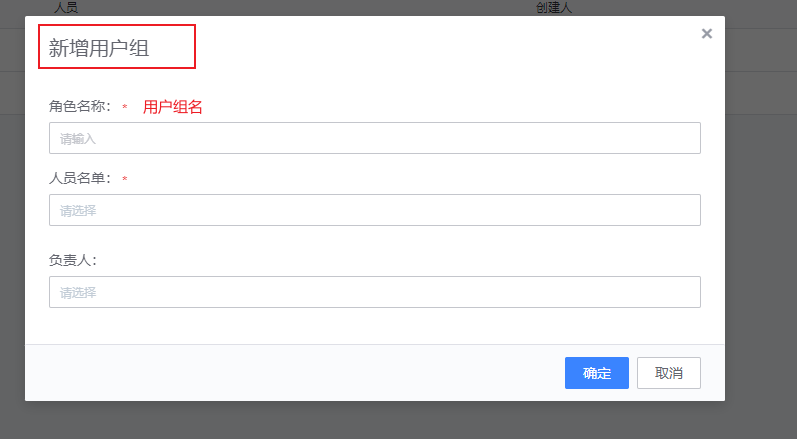 人员 创建人
新增用户组 ×
角色名称： * 用户组名
请输入
人员名单： *
请选择
负责人：
请选择
确定 取消